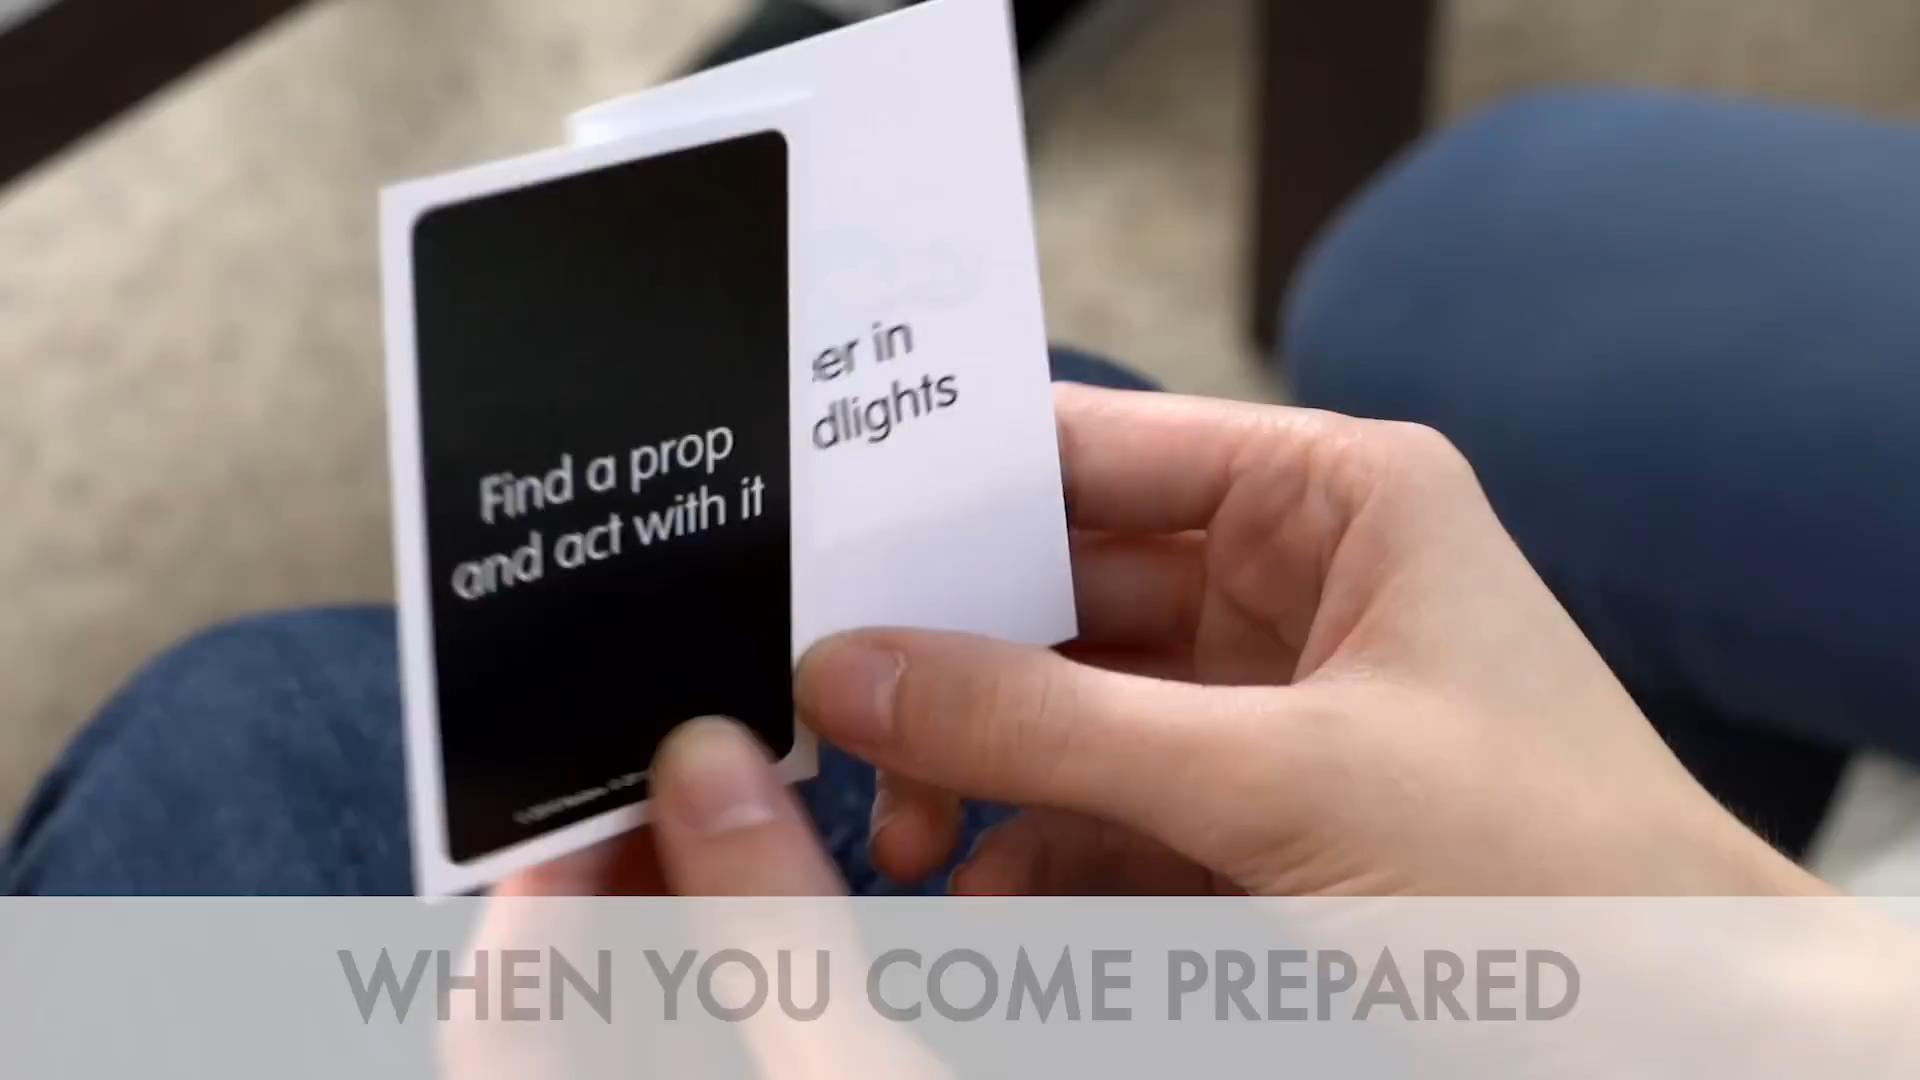 Find a prop
and act with it
er in
dlights
WHEN YOU COME PREPARED